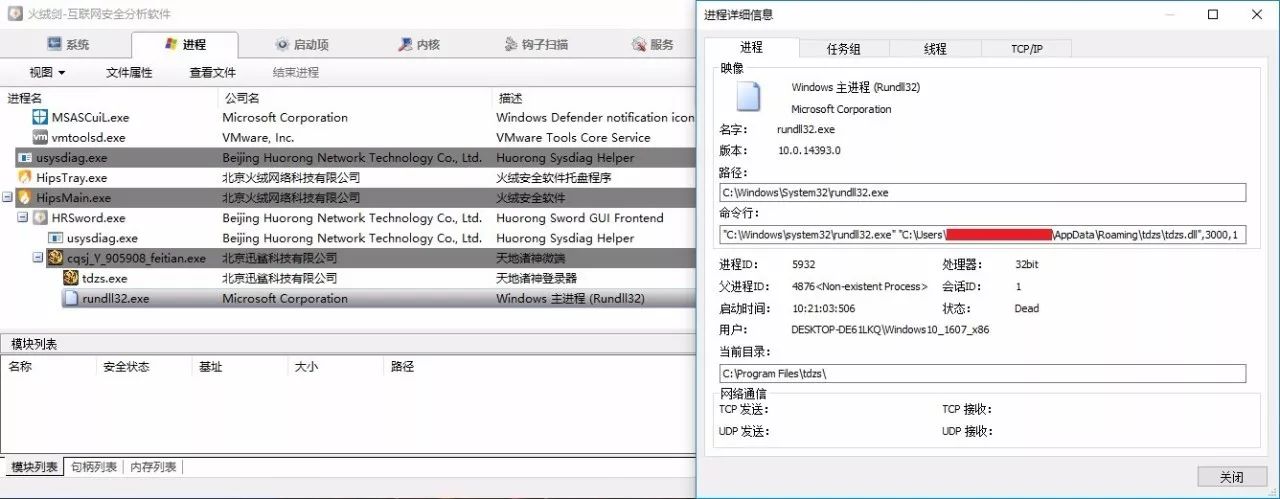 火绒剑-互联网安全分析软件
系统 进程 启动项 内核 钩子扫描 服务
视图 文件属性 查看文件 结束进程
进程名 公司名 描述
MSASCuiL.exe Microsoft Corporation Windows Defender notification icon
vmtoolsd.exe VMware, Inc. VMware Tools Core Service
usysdiag.exe Beijing Huorong Network Technology Co., Ltd. Huorong Sysdiag Helper
HipsTray.exe 北京火绒网络科技有限公司 火绒安全软件托盘程序
HipsMain.exe 北京火绒网络科技有限公司 火绒安全软件
HRSword.exe Beijing Huorong Network Technology Co., Ltd. Huorong Sword GUI Frontend
usysdiag.exe Beijing Huorong Network Technology Co., Ltd. Huorong Sysdiag Helper
cqsj_Y_905908_feitian.exe 北京迅鲨科技有限公司 天地诸神微端
tdzs.exe 北京迅鲨科技有限公司 天地诸神登录器
rundll32.exe Microsoft Corporation Windows 主进程 (Rundll32)
模块列表
名称 安全状态 基址 大小 路径
模块列表 句柄列表 内存列表
进程详细信息
进程 任务组 线程 TCP/IP
映像
Windows 主进程 (Rundll32)
Microsoft Corporation
名字: rundll32.exe
版本: 10.0.14393.0
路径:
C:\Windows\System32\rundll32.exe
命令行:
"C:\Windows\system32\rundll32.exe" "C:\Users\ \AppData\Roaming\tdzs\tdzs.dll",3000,1
进程ID: 5932 处理器: 32bit
父进程ID: 4876<Non-existent Process> 会话ID: 1
启动时间: 10:21:03:506 状态: Dead
用户: DESKTOP-DE61LKQ\Windows10_1607_x86
当前目录:
C:\Program Files\tdzs\
网络通信
TCP 发送: TCP 接收:
UDP 发送: UDP 接收:
关闭